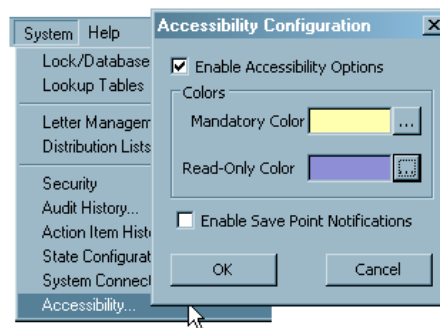 System Help
Lock/Database
Lookup Tables
Letter Managem
Distribution Lists
Security
Audit History...
Action Item Histo
State Configurat
System Connect
Accessibility...
Accessibility Configuration
Enable Accessibility Options
Colors
Mandatory Color ...
Read-Only Color ...
Enable Save Point Notifications
OK Cancel